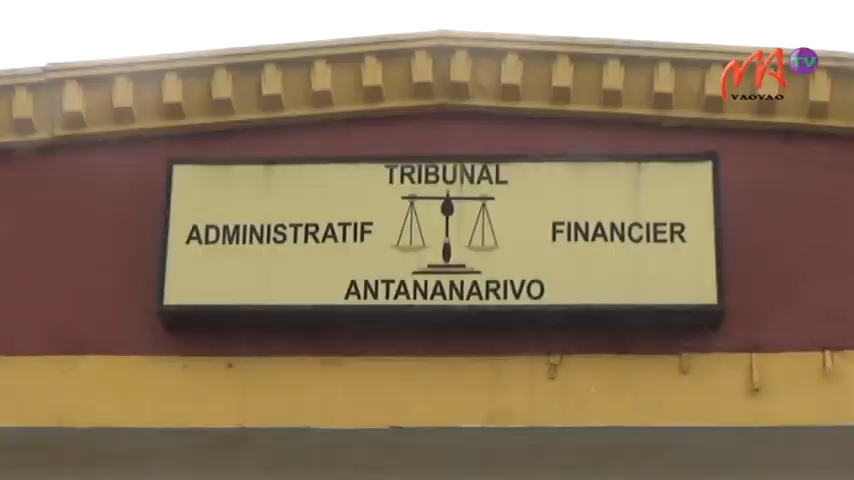 MA TV
VAOVAO
TRIBUNAL
ADMINISTRATIF FINANCIER
ANTANANARIVO